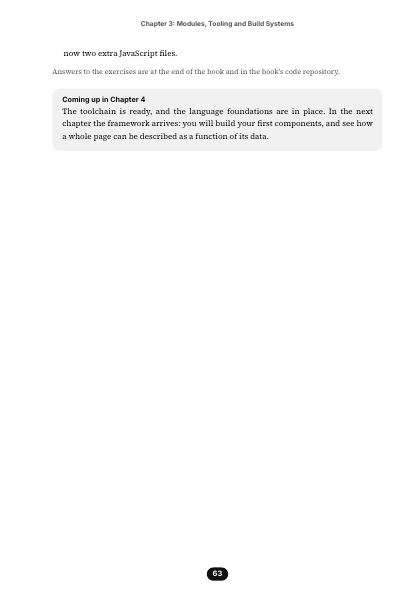 Chapter 3: Modules, Tooling and Build Systems
now two extra JavaScript files.
Answers to the exercises are at the end of the book and in the book's code repository.
Coming up in Chapter 4
The toolchain is ready, and the language foundations are in place. In the next
chapter the framework arrives: you will build your first components, and see how
a whole page can be described as a function of its data.
63